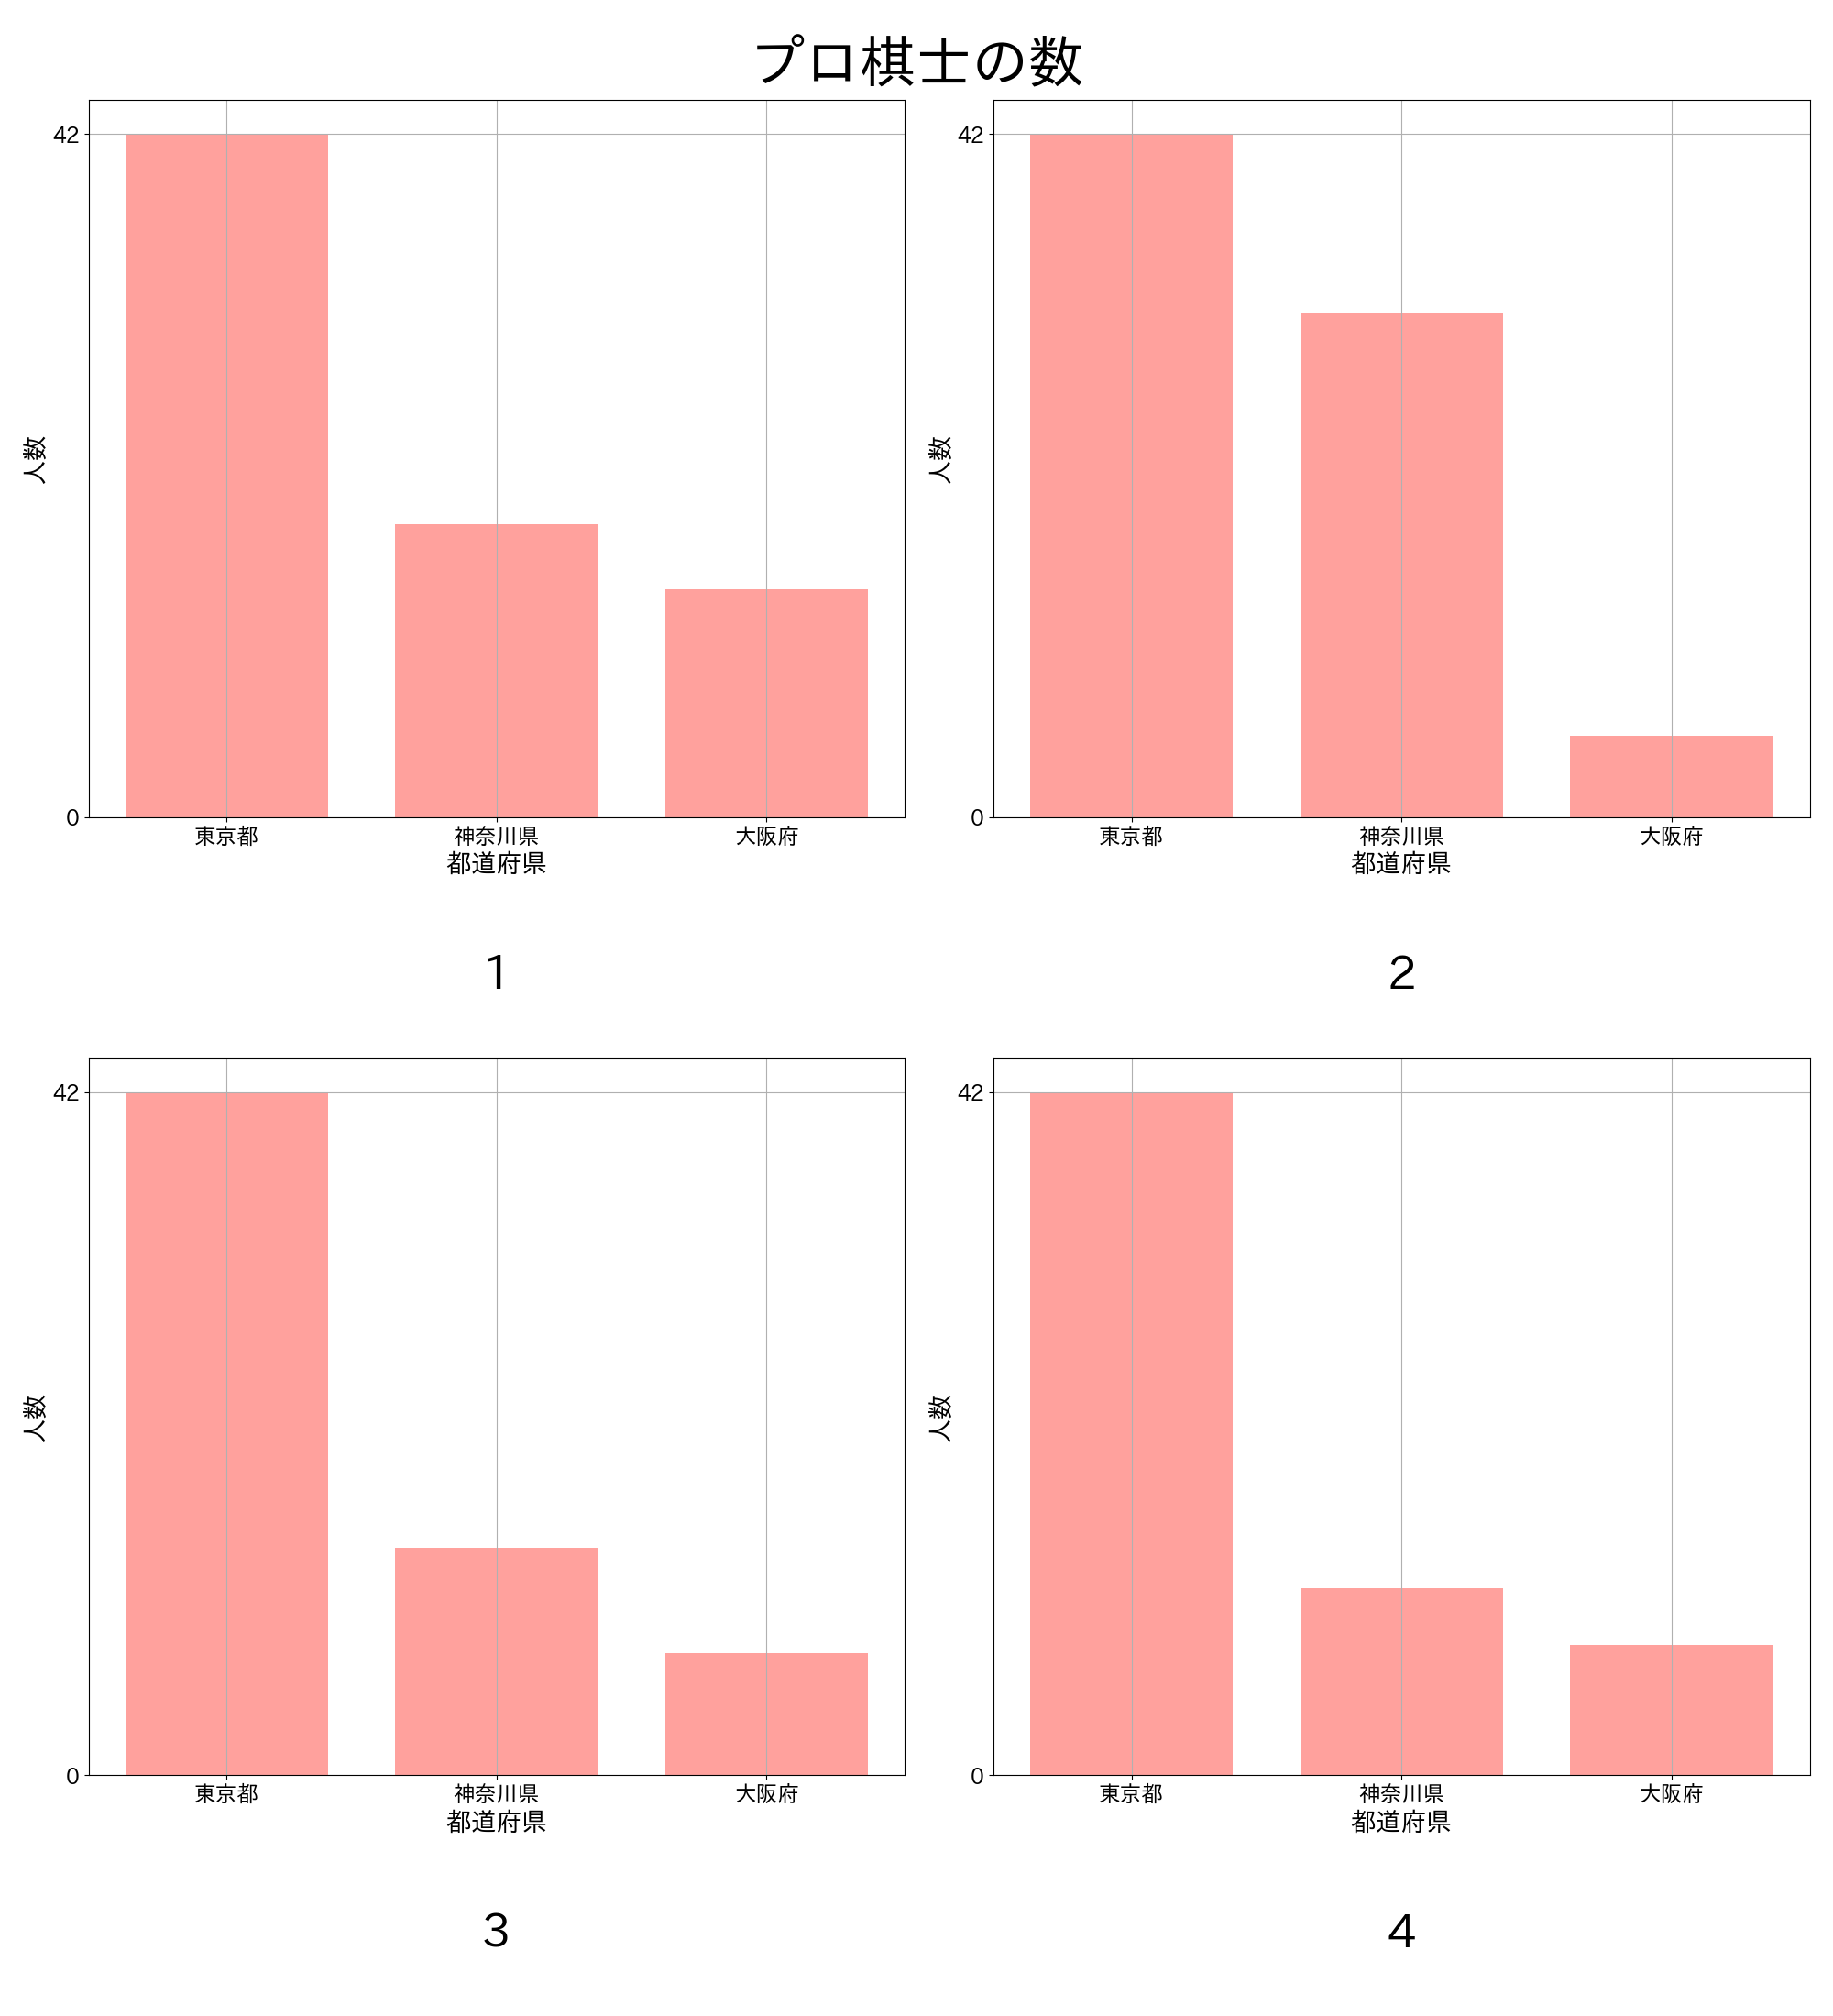 プロ棋士の数
42
人数
0
東京都 神奈川県 大阪府
都道府県
1
42
人数
0
東京都 神奈川県 大阪府
都道府県
2
42
人数
0
東京都 神奈川県 大阪府
都道府県
3
42
人数
0
東京都 神奈川県 大阪府
都道府県
4